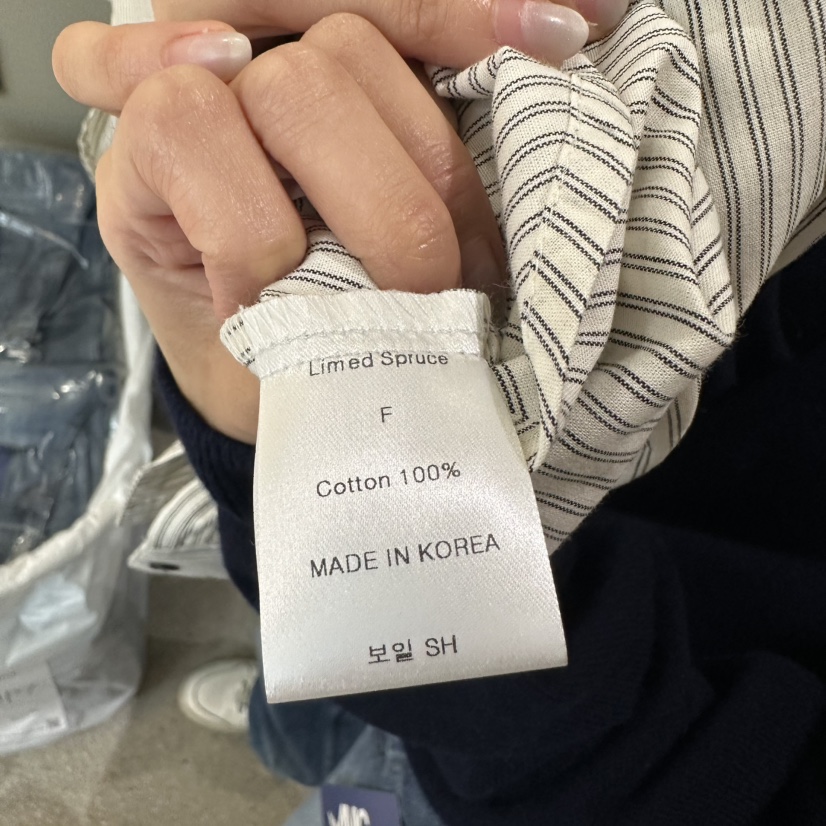 Limed Spruce
F
Cotton 100%
MADE IN KOREA
보일 SH